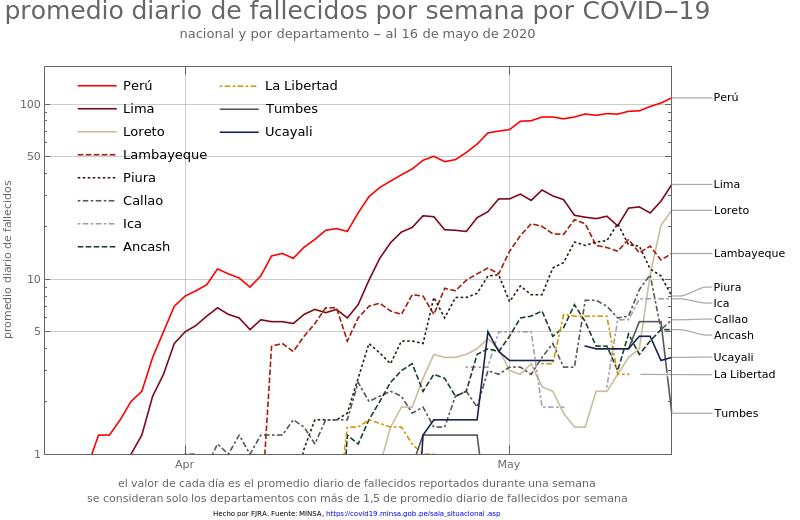 promedio diario de fallecidos por semana por COVID−19
nacional y por departamento − al 16 de mayo de 2020
promedio diario de fallecidos
100
50
10
5
1
Apr
May
Perú
Lima
Loreto
Lambayeque
Piura
Callao
Ica
Ancash
La Libertad
Tumbes
Ucayali
Perú
Lima
Loreto
Lambayeque
Piura
Ica
Callao
Ancash
Ucayali
La Libertad
Tumbes
el valor de cada día es el promedio diario de fallecidos reportados durante una semana
se consideran solo los departamentos con más de 1,5 de promedio diario de fallecidos por semana
Hecho por FJRA. Fuente: MINSA, https://covid19.minsa.gob.pe/sala_situacional .asp